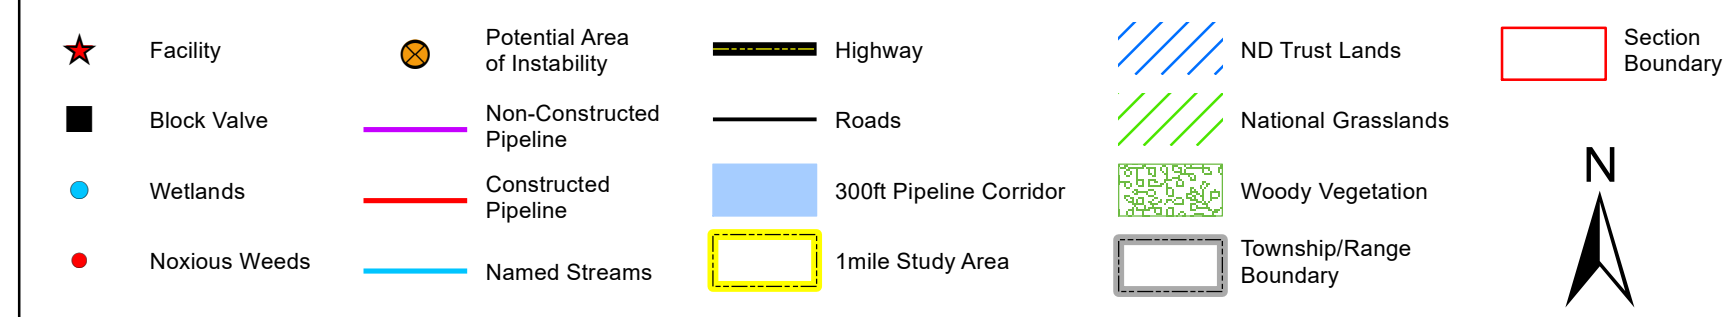 Facility
Block Valve
Wetlands
Noxious Weeds
Potential Area
of Instability
Non-Constructed
Pipeline
Constructed
Pipeline
Named Streams
Highway
Roads
300ft Pipeline Corridor
1mile Study Area
ND Trust Lands
National Grasslands
Woody Vegetation
Township/Range
Boundary
Section
Boundary
N